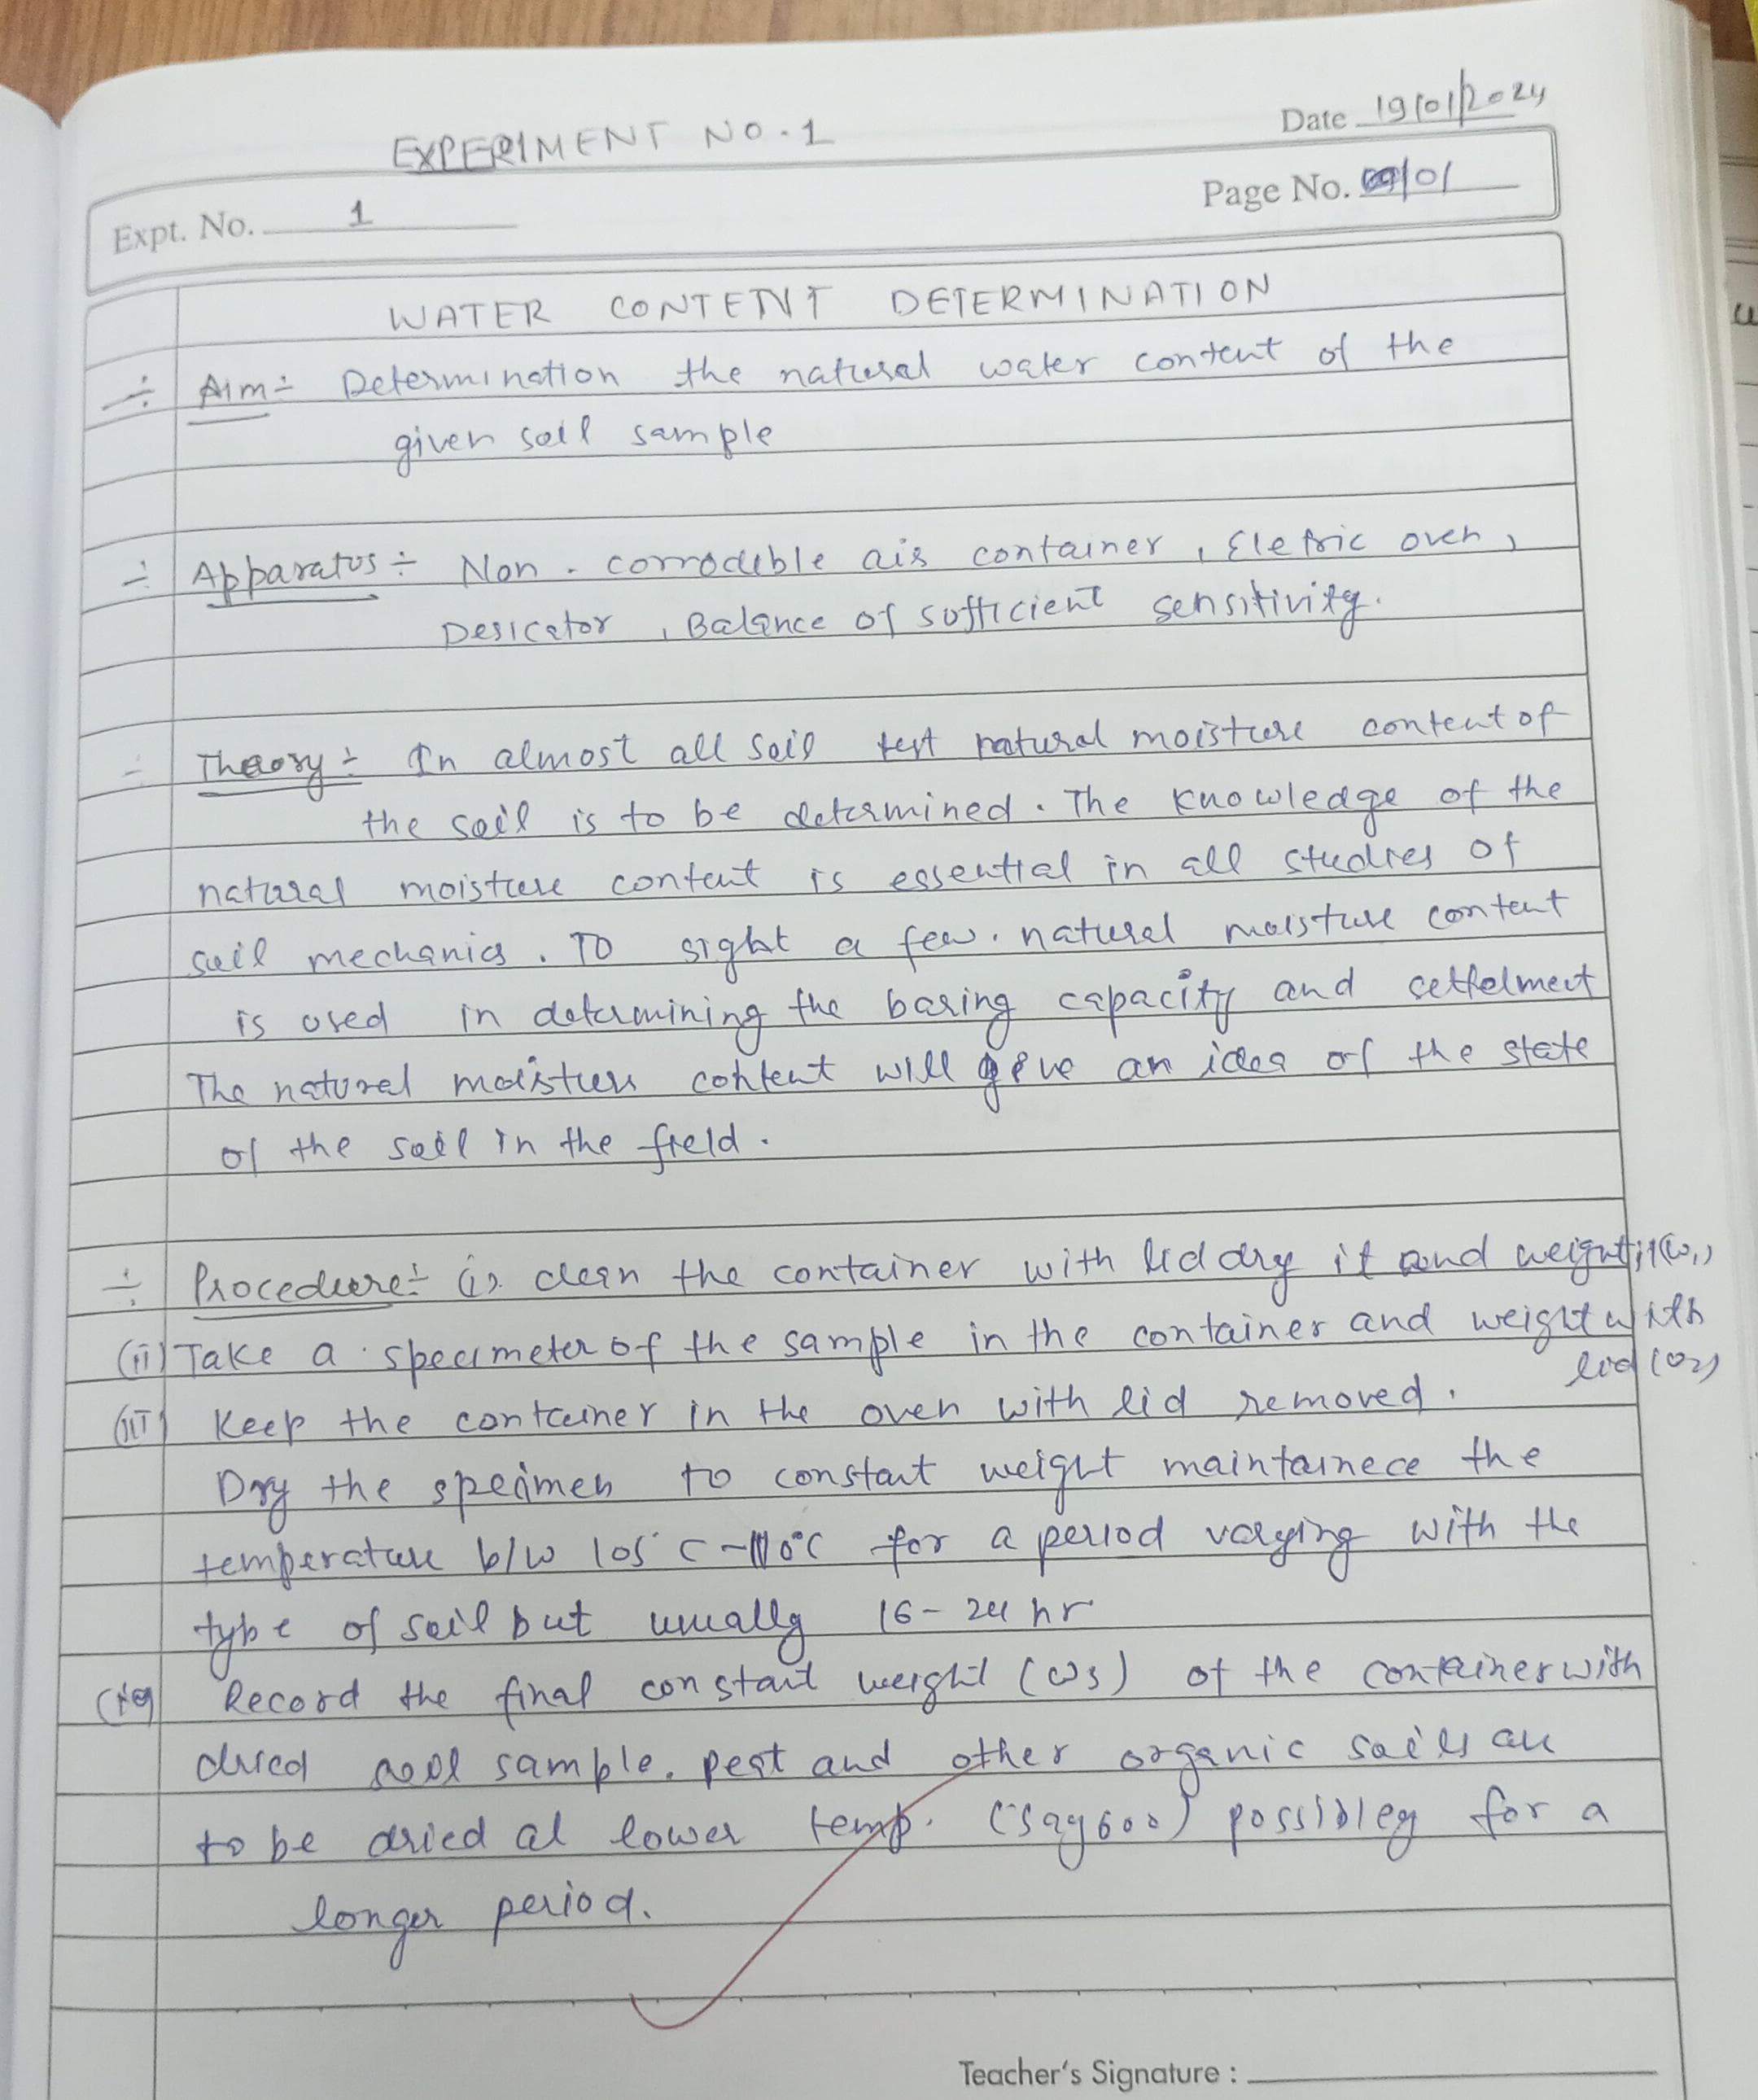 EXPERIMENT NO.1
Date 19/01/2024
Expt. No. 1
Page No. /01
WATER CONTENT DETERMINATION
÷ Aim÷ Determination the natural water content of the
given soil sample
÷ Apparatus÷ Non-corrodible air container, Eletric oven,
Desicator, Balance of sufficient sensitivity.
÷ Theory÷ In almost all soil test natural moisture content of
the soil is to be determined. The knowledge of the
natural moisture content is essential in all studies of
soil mechanics. To sight a few. natural moisture content
is used in determining the baring capacity and settelment
The natural moisture content will give an idea of the state
of the soil in the field.
÷ Procedure÷ (i). clean the container with lid dry it and weight it (ω1)
(ii) Take a specimeter of the sample in the container and weight with
lid (ω2)
(iii) Keep the container in the oven with lid removed.
Dry the specimen to constant weight maintainece the
temperature b/w 105°C-110°C for a period varying with the
type of soil but usually 16-24 hr
(iv) Record the final constant weight (ω3) of the container with
dried soil sample. peat and other organic soils are
to be dried at lower temp. (say 600) possibley for a
longer period.
Teacher's Signature :